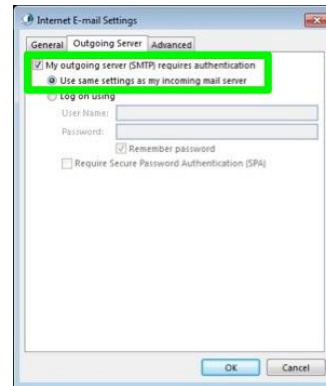 Internet E-mail Settings
General Outgoing Server Advanced
My outgoing server (SMTP) requires authentication
Use same settings as my incoming mail server
Log on using
User Name:
Password:
Remember password
Require Secure Password Authentication (SPA)
OK Cancel